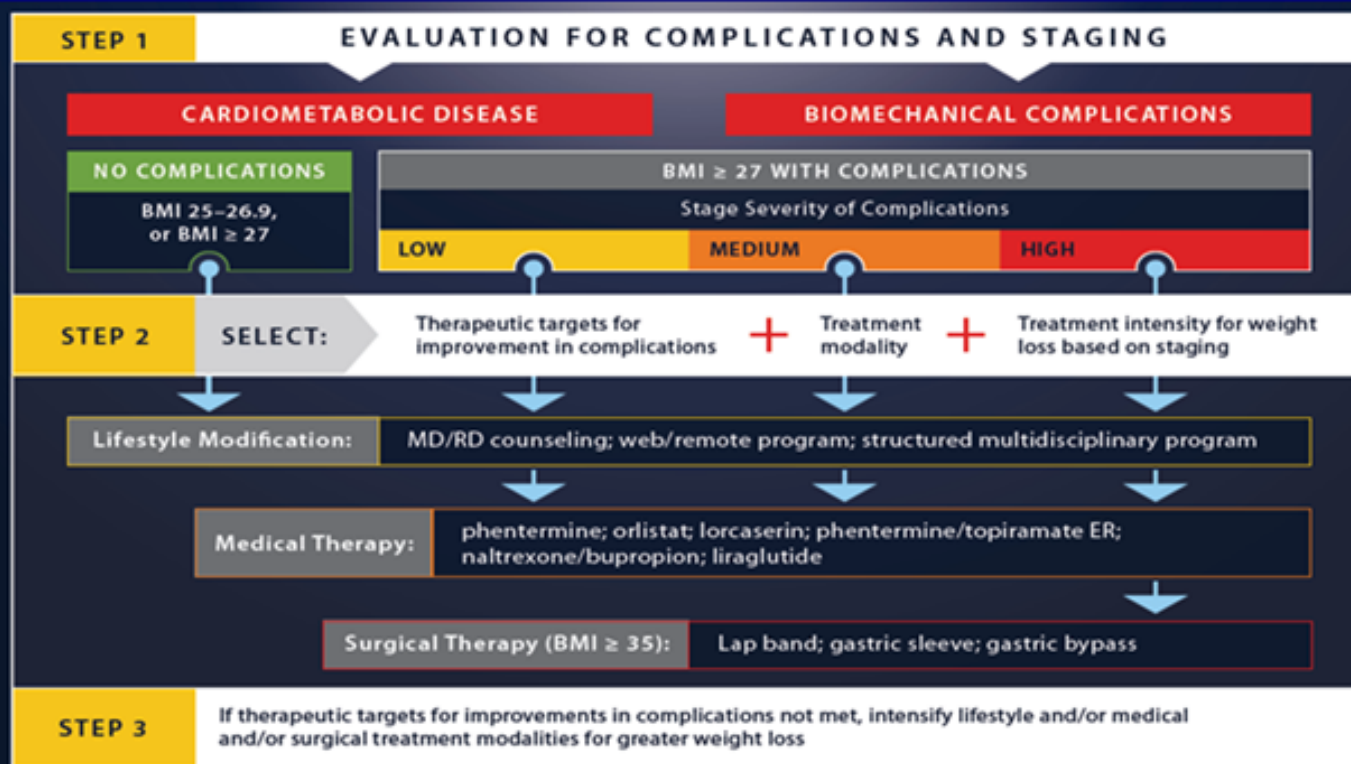 STEP 1
EVALUATION FOR COMPLICATIONS AND STAGING
CARDIOMETABOLIC DISEASE
BIOMECHANICAL COMPLICATIONS
NO COMPLICATIONS
BMI 25–26.9,
or BMI ≥ 27
BMI ≥ 27 WITH COMPLICATIONS
Stage Severity of Complications
LOW
MEDIUM
HIGH
STEP 2
SELECT:
Therapeutic targets for
improvement in complications
+
Treatment
modality
+
Treatment intensity for weight
loss based on staging
Lifestyle Modification:
MD/RD counseling; web/remote program; structured multidisciplinary program
Medical Therapy:
phentermine; orlistat; lorcaserin; phentermine/topiramate ER;
naltrexone/bupropion; liraglutide
Surgical Therapy (BMI ≥ 35):
Lap band; gastric sleeve; gastric bypass
STEP 3
If therapeutic targets for improvements in complications not met, intensify lifestyle and/or medical
and/or surgical treatment modalities for greater weight loss